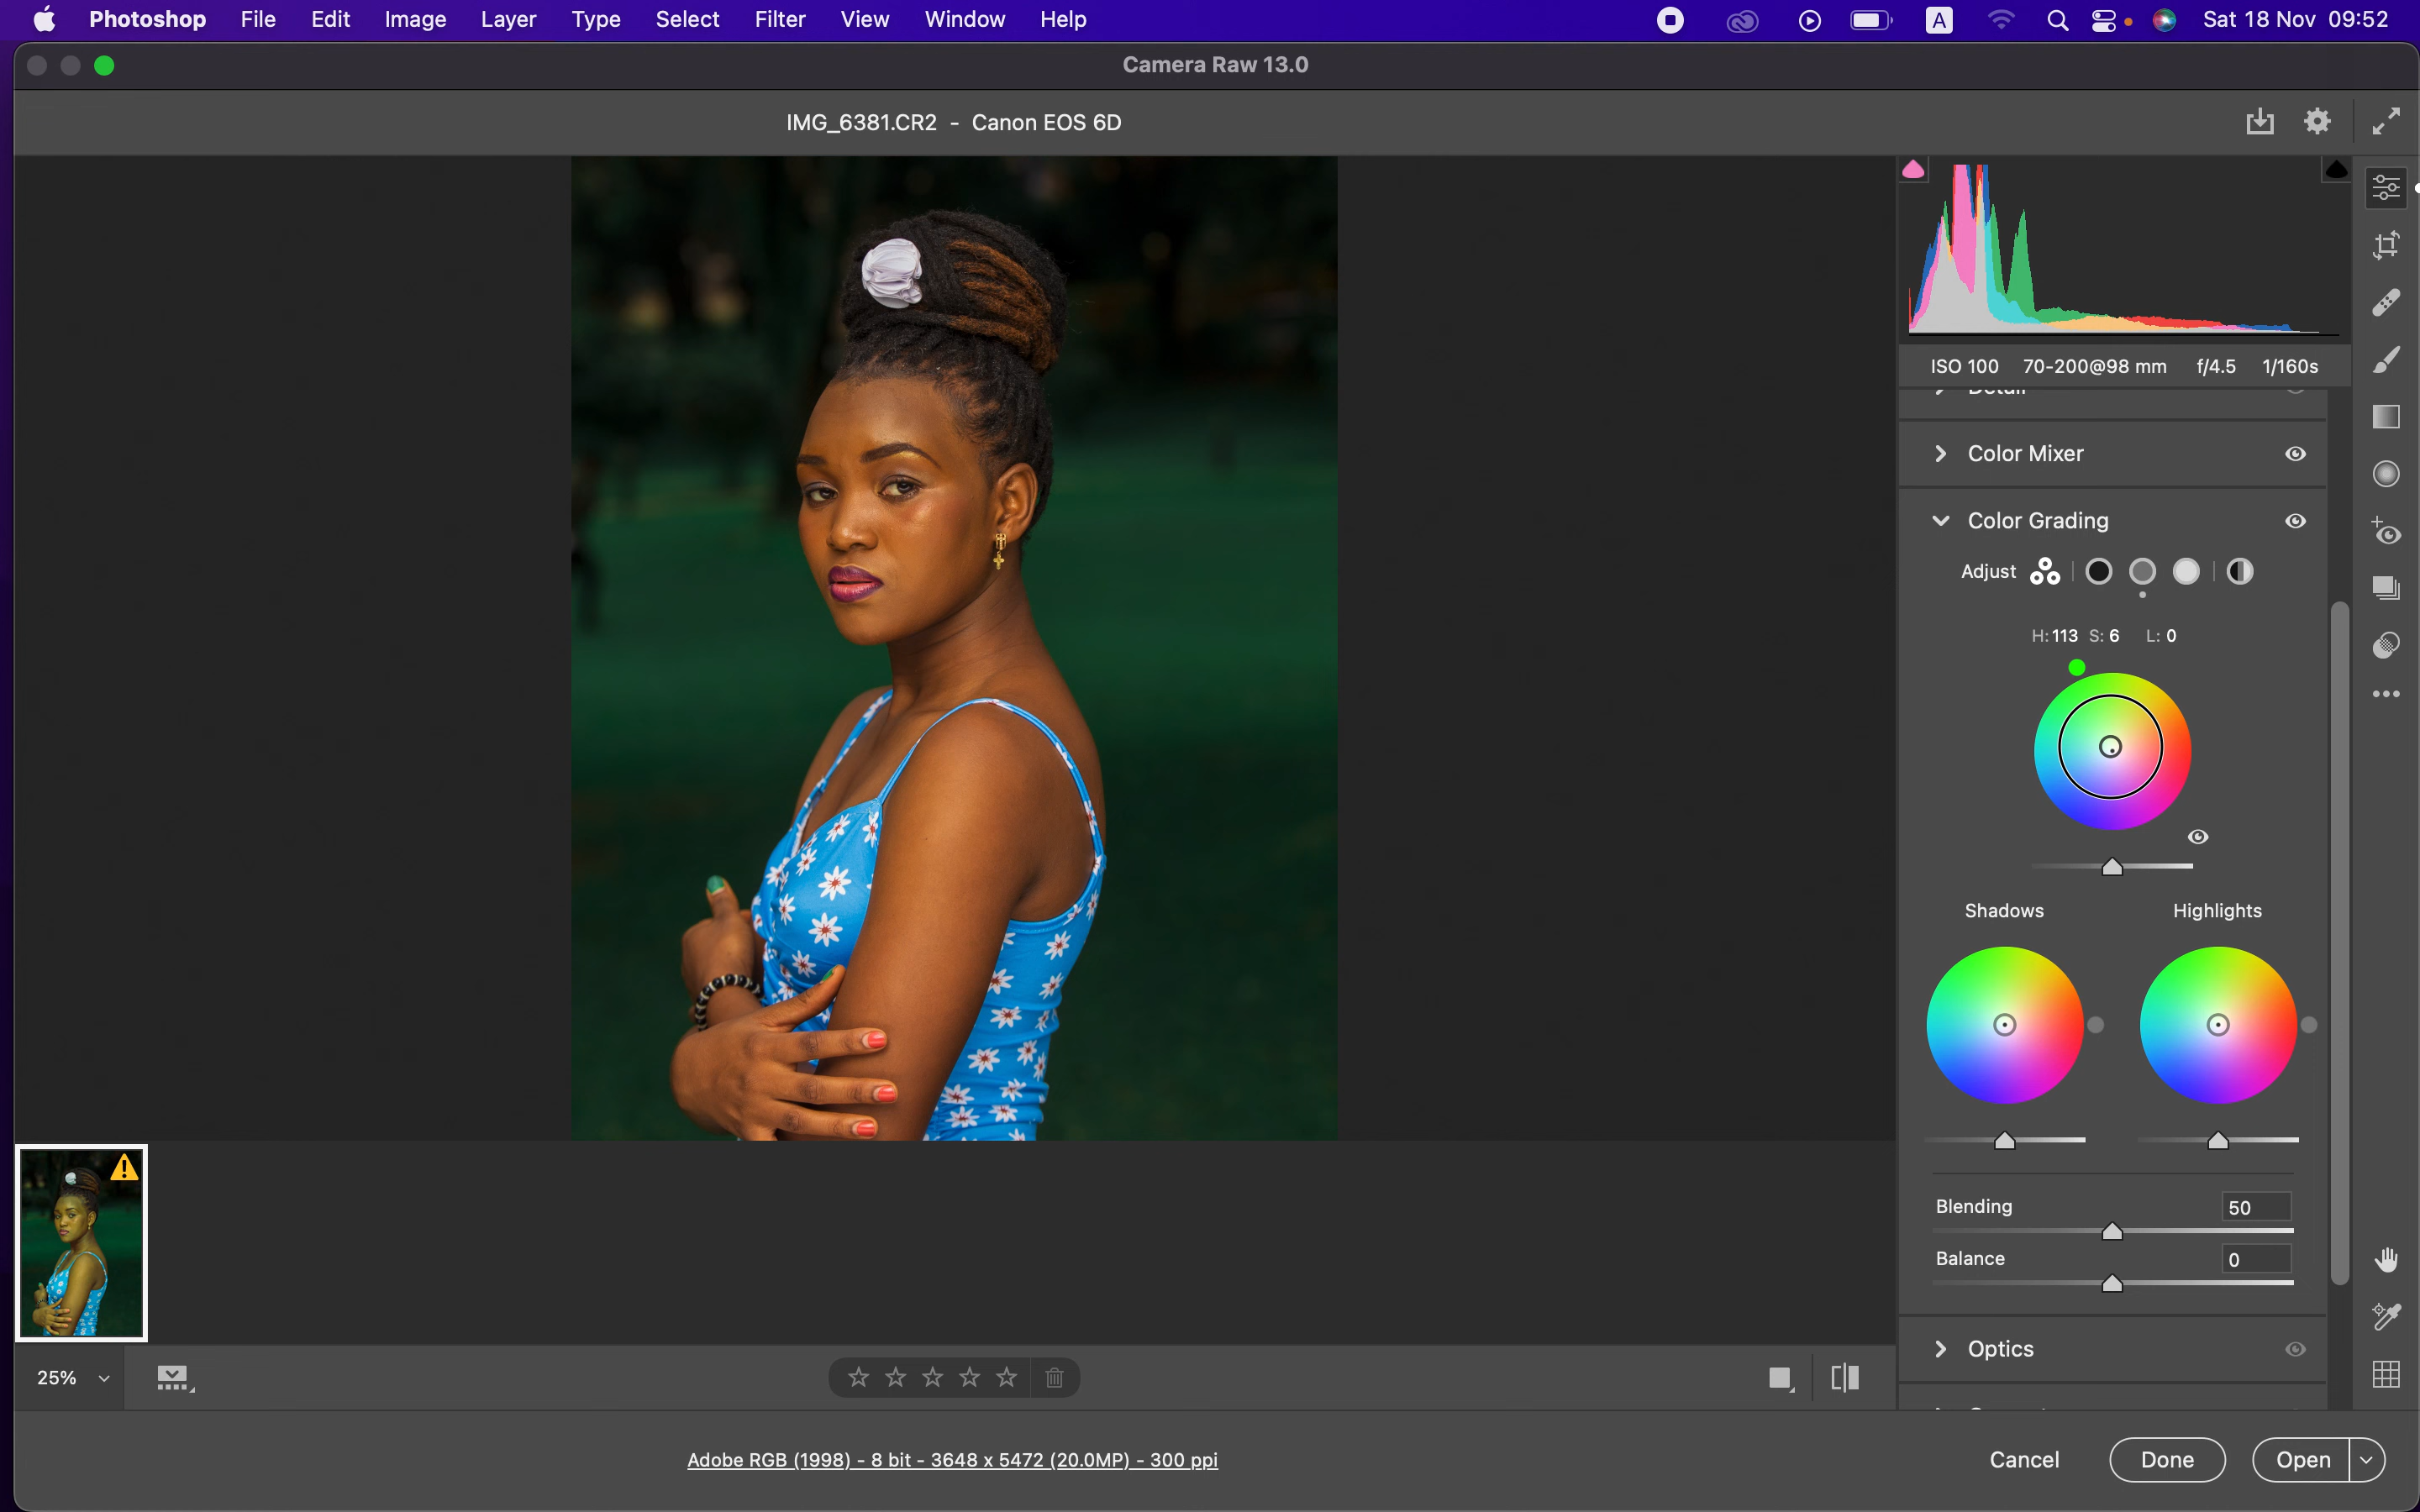 Photoshop File Edit Image Layer Type Select Filter View Window Help A Sat 18 Nov 09:52
Camera Raw 13.0
IMG_6381.CR2 - Canon EOS 6D
ISO 100 70-200@98 mm f/4.5 1/160s
Detail
Color Mixer
Color Grading
Adjust
H: 113 S: 6 L: 0
Shadows Highlights
Blending 50
Balance 0
Optics
25%
Adobe RGB (1998) - 8 bit - 3648 x 5472 (20.0MP) - 300 ppi
Cancel Done Open